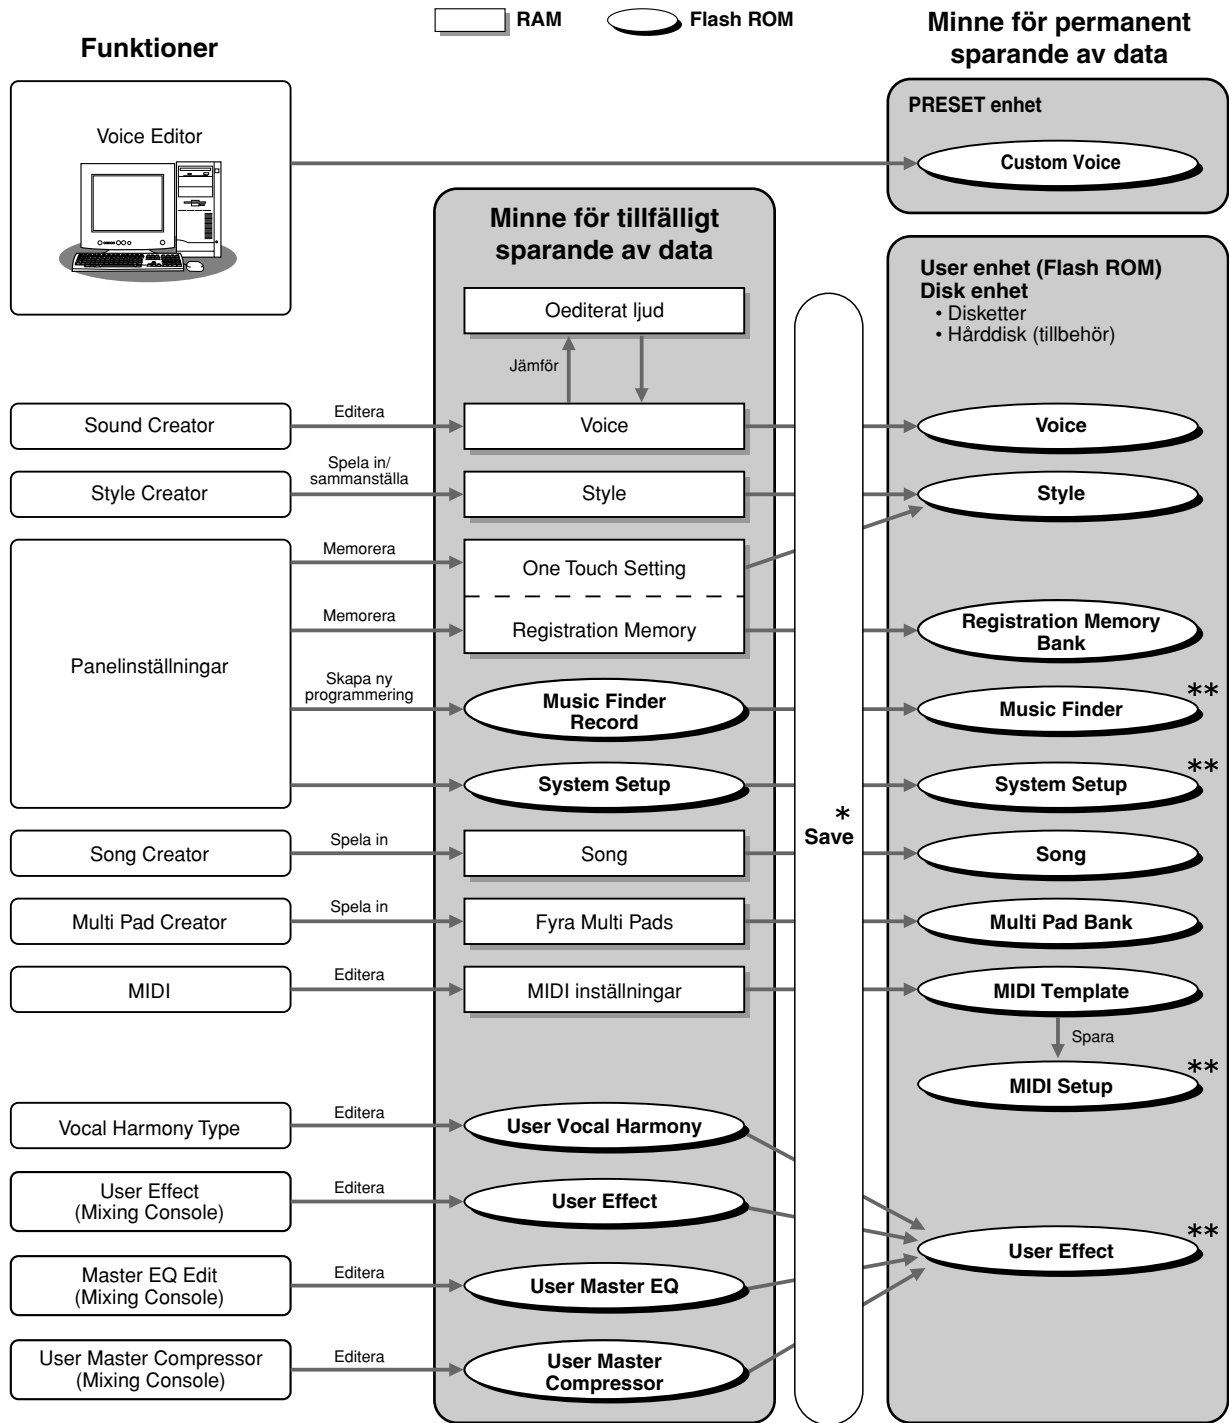 RAM
Flash ROM
Funktioner
Minne för permanent
sparande av data
Voice Editor
PRESET enhet
Custom Voice
Minne för tillfälligt
sparande av data
User enhet (Flash ROM)
Disk enhet
• Disketter
• Hårddisk (tillbehör)
Oediterat ljud
Jämför
Sound Creator
Editera
Voice
Voice
Style Creator
Spela in/
sammanställa
Style
Style
Panelinställningar
Memorera
One Touch Setting
Memorera
Registration Memory
Registration Memory
Bank
Skapa ny
programmering
Music Finder
Record
Music Finder
**
System Setup
System Setup
**
*
Save
Song Creator
Spela in
Song
Song
Multi Pad Creator
Spela in
Fyra Multi Pads
Multi Pad Bank
MIDI
Editera
MIDI inställningar
MIDI Template
Spara
MIDI Setup
**
Vocal Harmony Type
Editera
User Vocal Harmony
User Effect
(Mixing Console)
Editera
User Effect
User Effect
**
Master EQ Edit
(Mixing Console)
Editera
User Master EQ
User Master Compressor
(Mixing Console)
Editera
User Master
Compressor